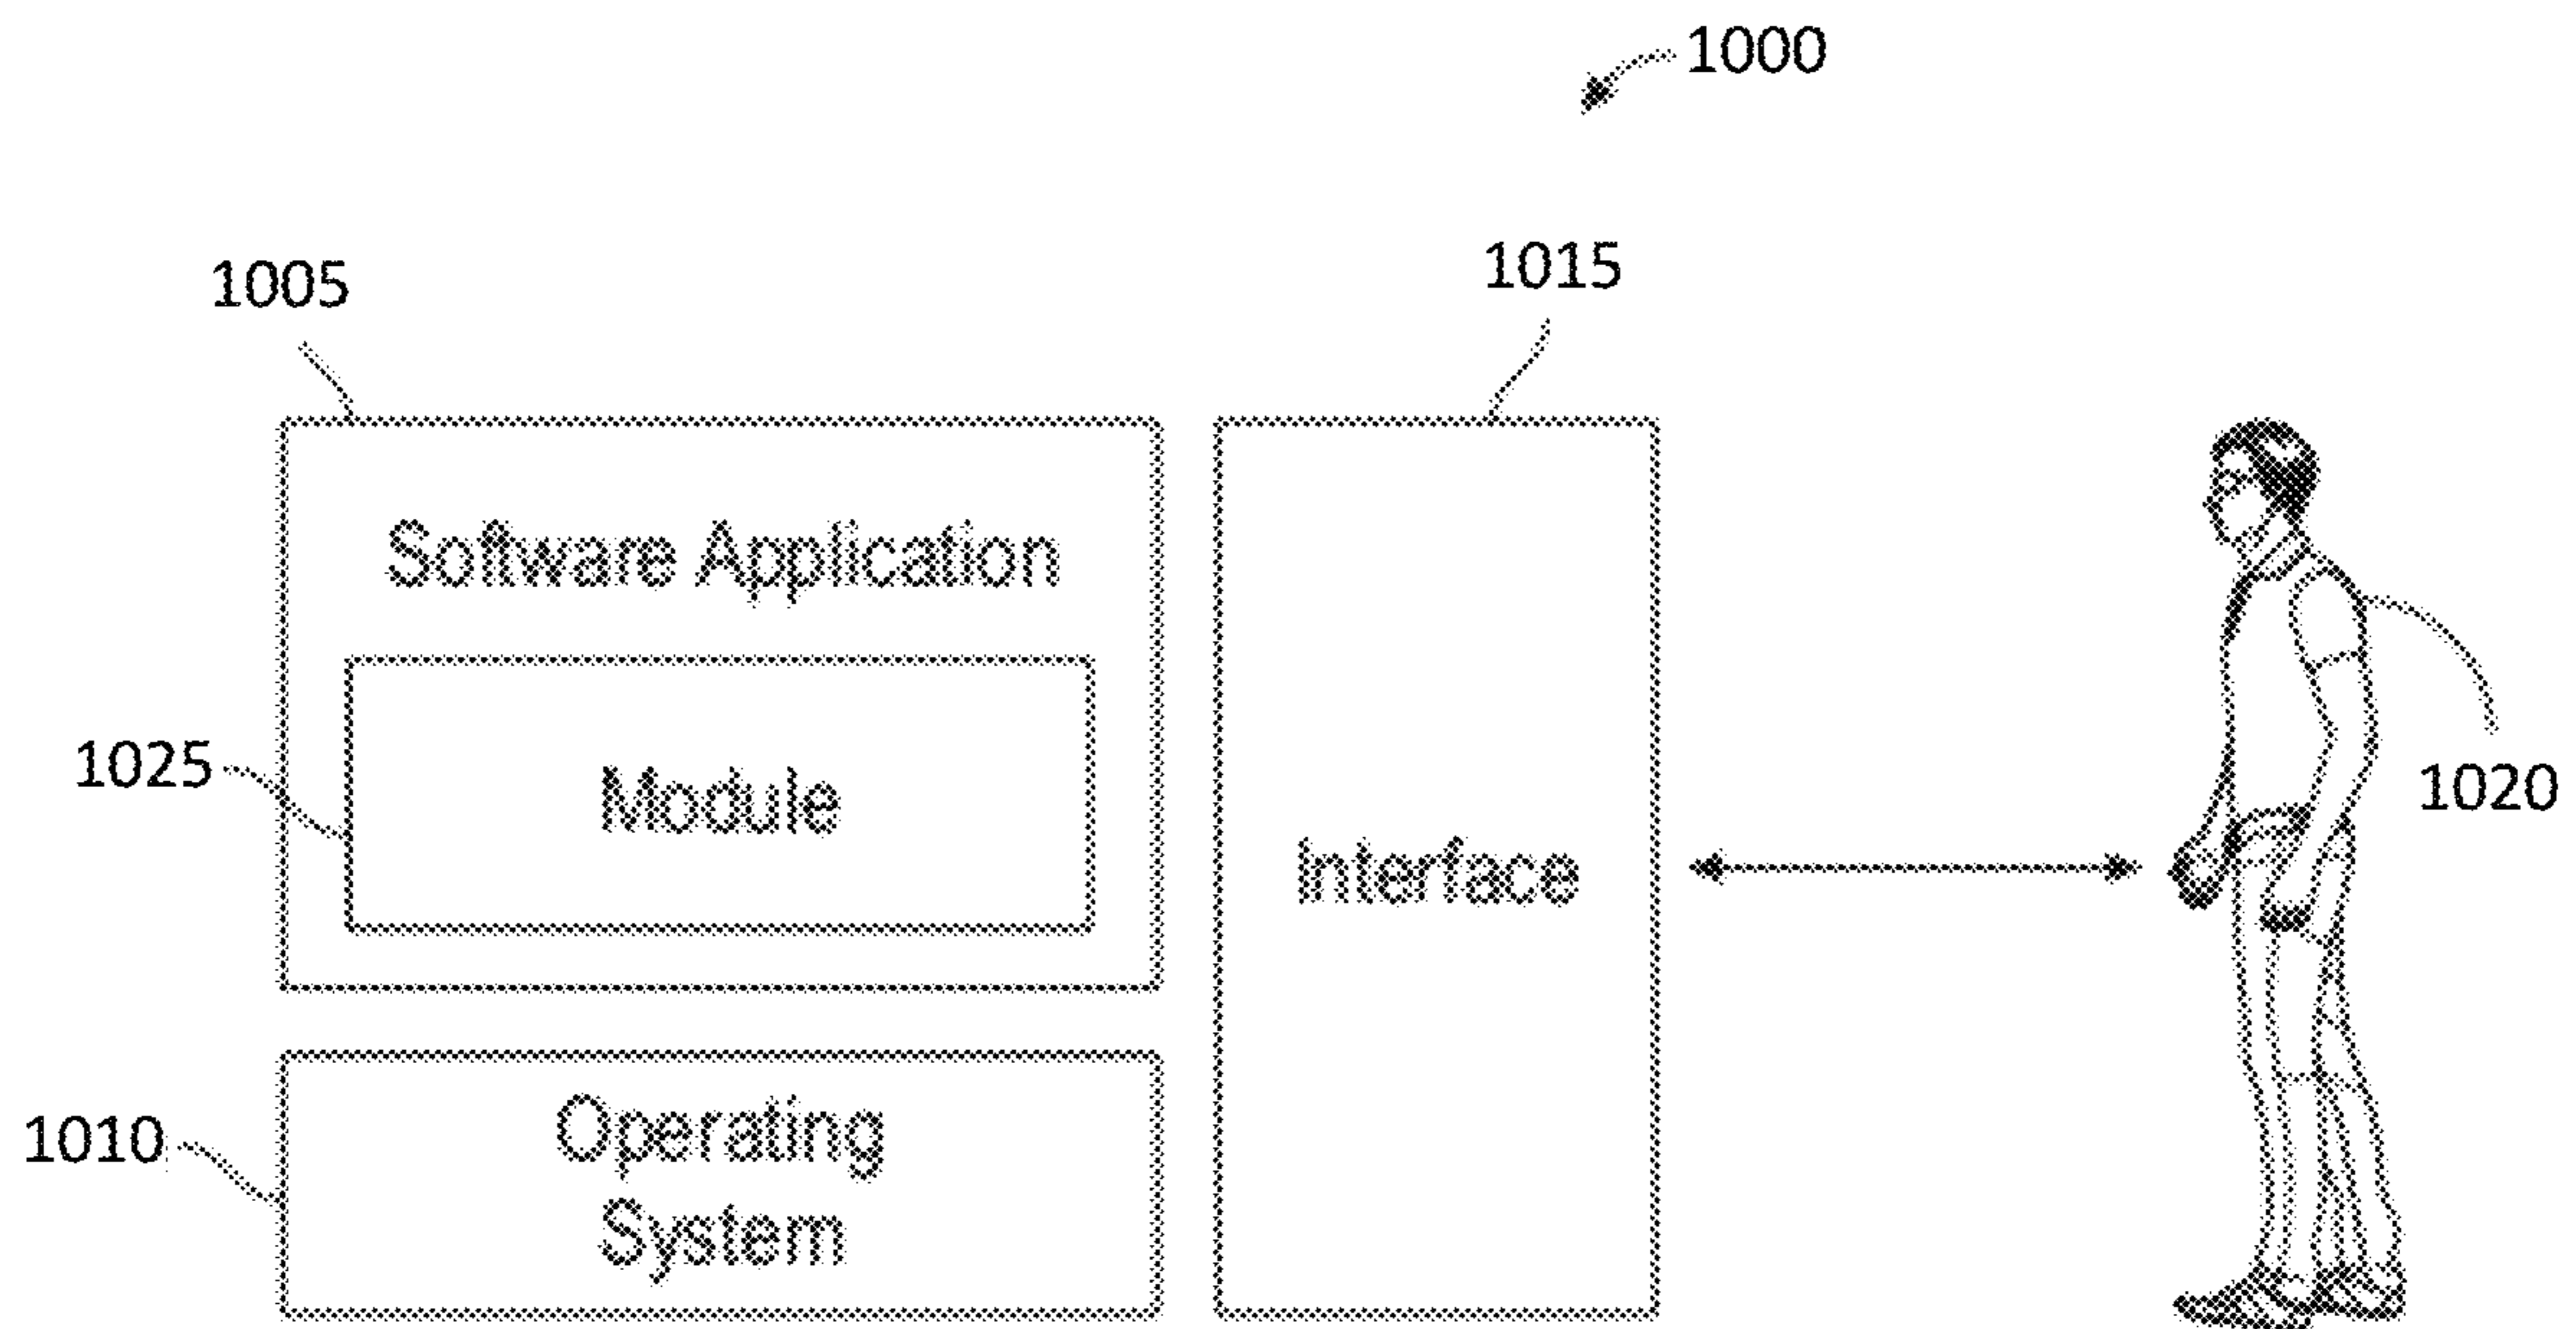 1000
1005
1015
Software Application
1025
Module
1020
Interface
1010
Operating
System